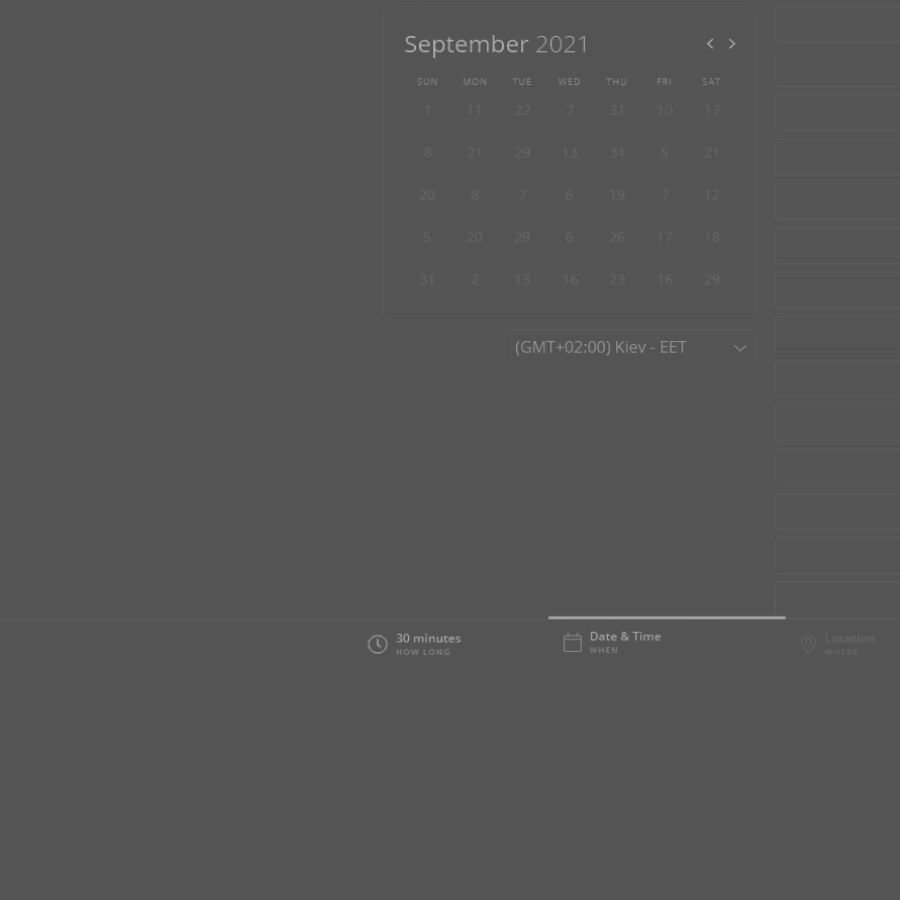 September 2021
SUN MON TUE WED THU FRI SAT
1 11 22 7 31 10 17
8 21 29 13 31 5 21
20 8 7 6 19 7 12
5 20 29 6 26 17 18
31 2 13 16 23 16 29
(GMT+02:00) Kiev - EET
30 minutes
HOW LONG
Date & Time
WHEN
Location
WHERE